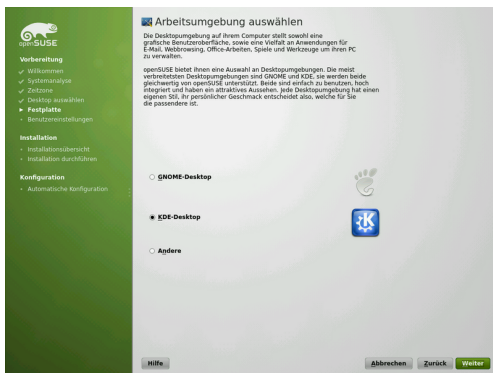 openSUSE
Vorbereitung
Willkommen
Systemanalyse
Zeitzone
Desktop auswählen
Festplatte
Benutzereinstellungen
Installation
Installationsübersicht
Installation durchführen
Konfiguration
Automatische Konfiguration
Arbeitsumgebung auswählen
Die Desktopumgebung auf ihrem Computer stellt sowohl eine
grafische Benutzeroberfläche, sowie eine Vielfalt an Anwendungen für
E-Mail, Webbrowsing, Office-Arbeiten, Spiele und Werkzeuge um ihren PC
zu verwalten.
openSUSE bietet ihnen eine Auswahl an Desktopumgebungen. Die meist
verbreitetsten Desktopumgebungen sind GNOME und KDE, sie werden beide
gleichwertig von openSUSE unterstützt. Beide sind einfach zu benutzen, hoch
integriert und haben ein attraktives Aussehen. Jede Desktopumgebung hat einen
eigenen Stil, ihr persönlicher Geschmack entscheidet also, welche für Sie
die passendere ist.
GNOME-Desktop
KDE-Desktop
Andere
Hilfe
Abbrechen
Zurück
Weiter